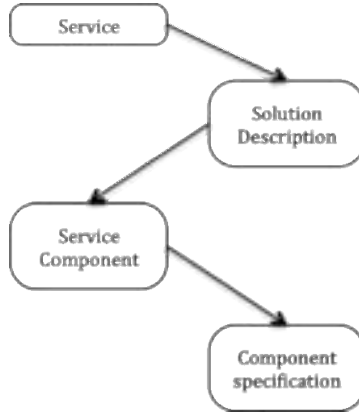 Service
Solution
Description
Service
Component
Component
specification